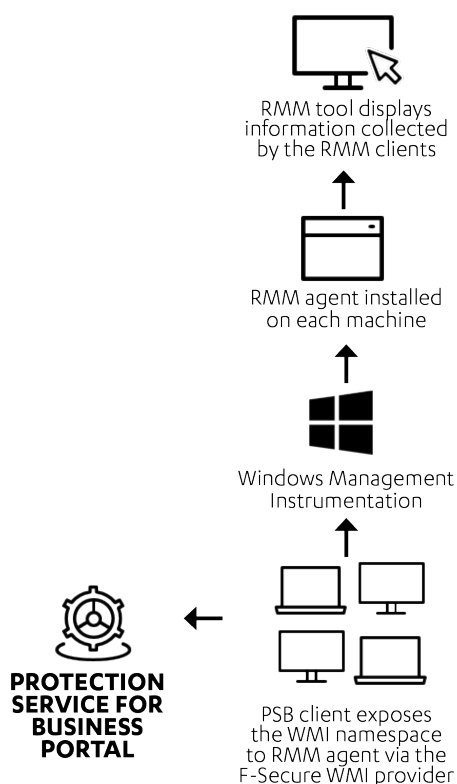 RMM tool displays
information collected
by the RMM clients
RMM agent installed
on each machine
Windows Management
Instrumentation
PROTECTION
SERVICE FOR
BUSINESS
PORTAL
PSB client exposes
the WMI namespace
to RMM agent via the
F-Secure WMI provider